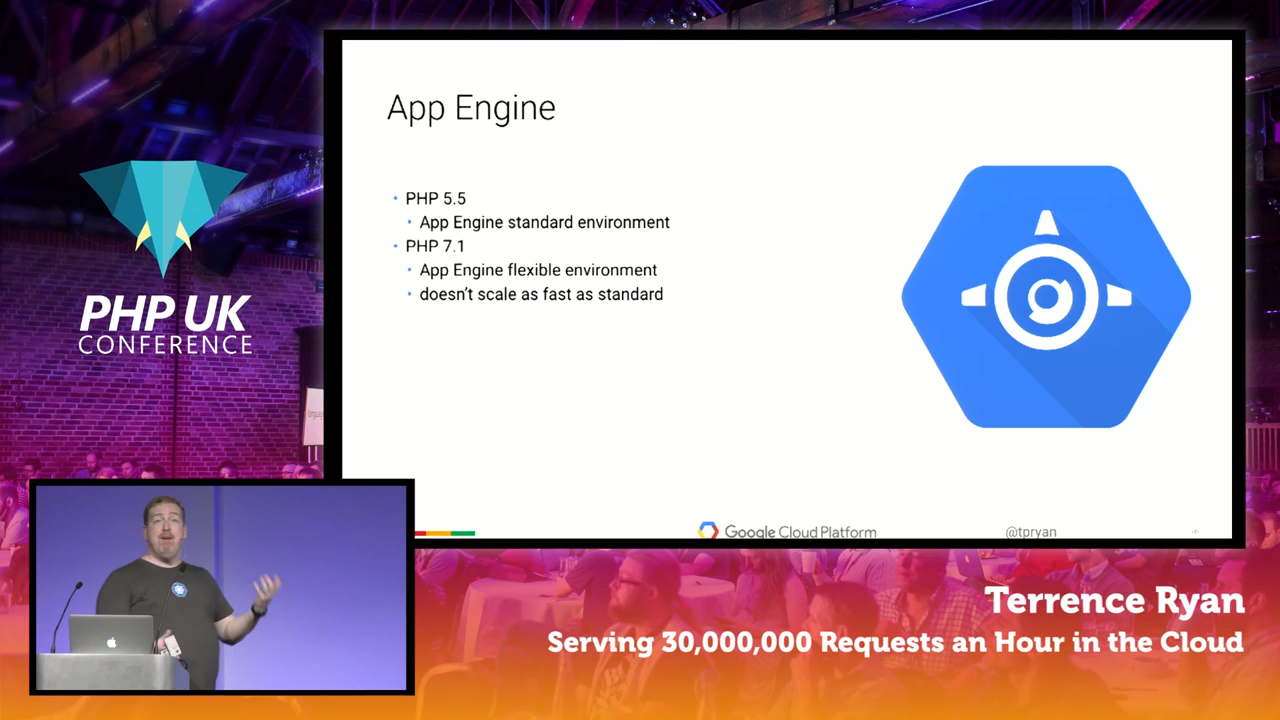 App Engine
PHP 5.5
App Engine standard environment
PHP 7.1
App Engine flexible environment
doesn't scale as fast as standard
PHP UK
CONFERENCE
Google Cloud Platform
@tpryan
Terrence Ryan
Serving 30,000,000 Requests an Hour in the Cloud